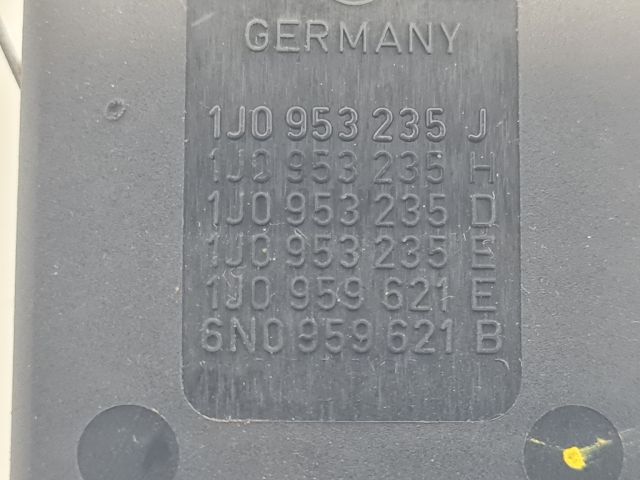 GERMANY
1J0 953 235 J
1J0 953 235 H
1J0 953 235 D
1J0 953 235 E
1J0 959 621 E
6N0 959 621 B